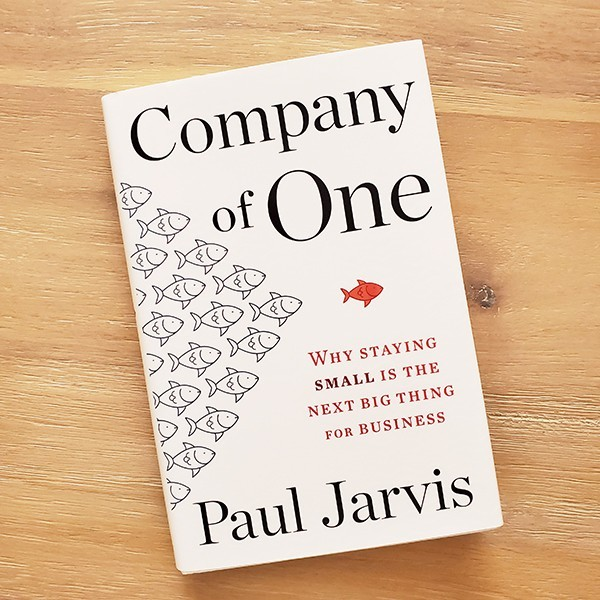 Company
of One
WHY STAYING
SMALL IS THE
NEXT BIG THING
FOR BUSINESS
Paul Jarvis